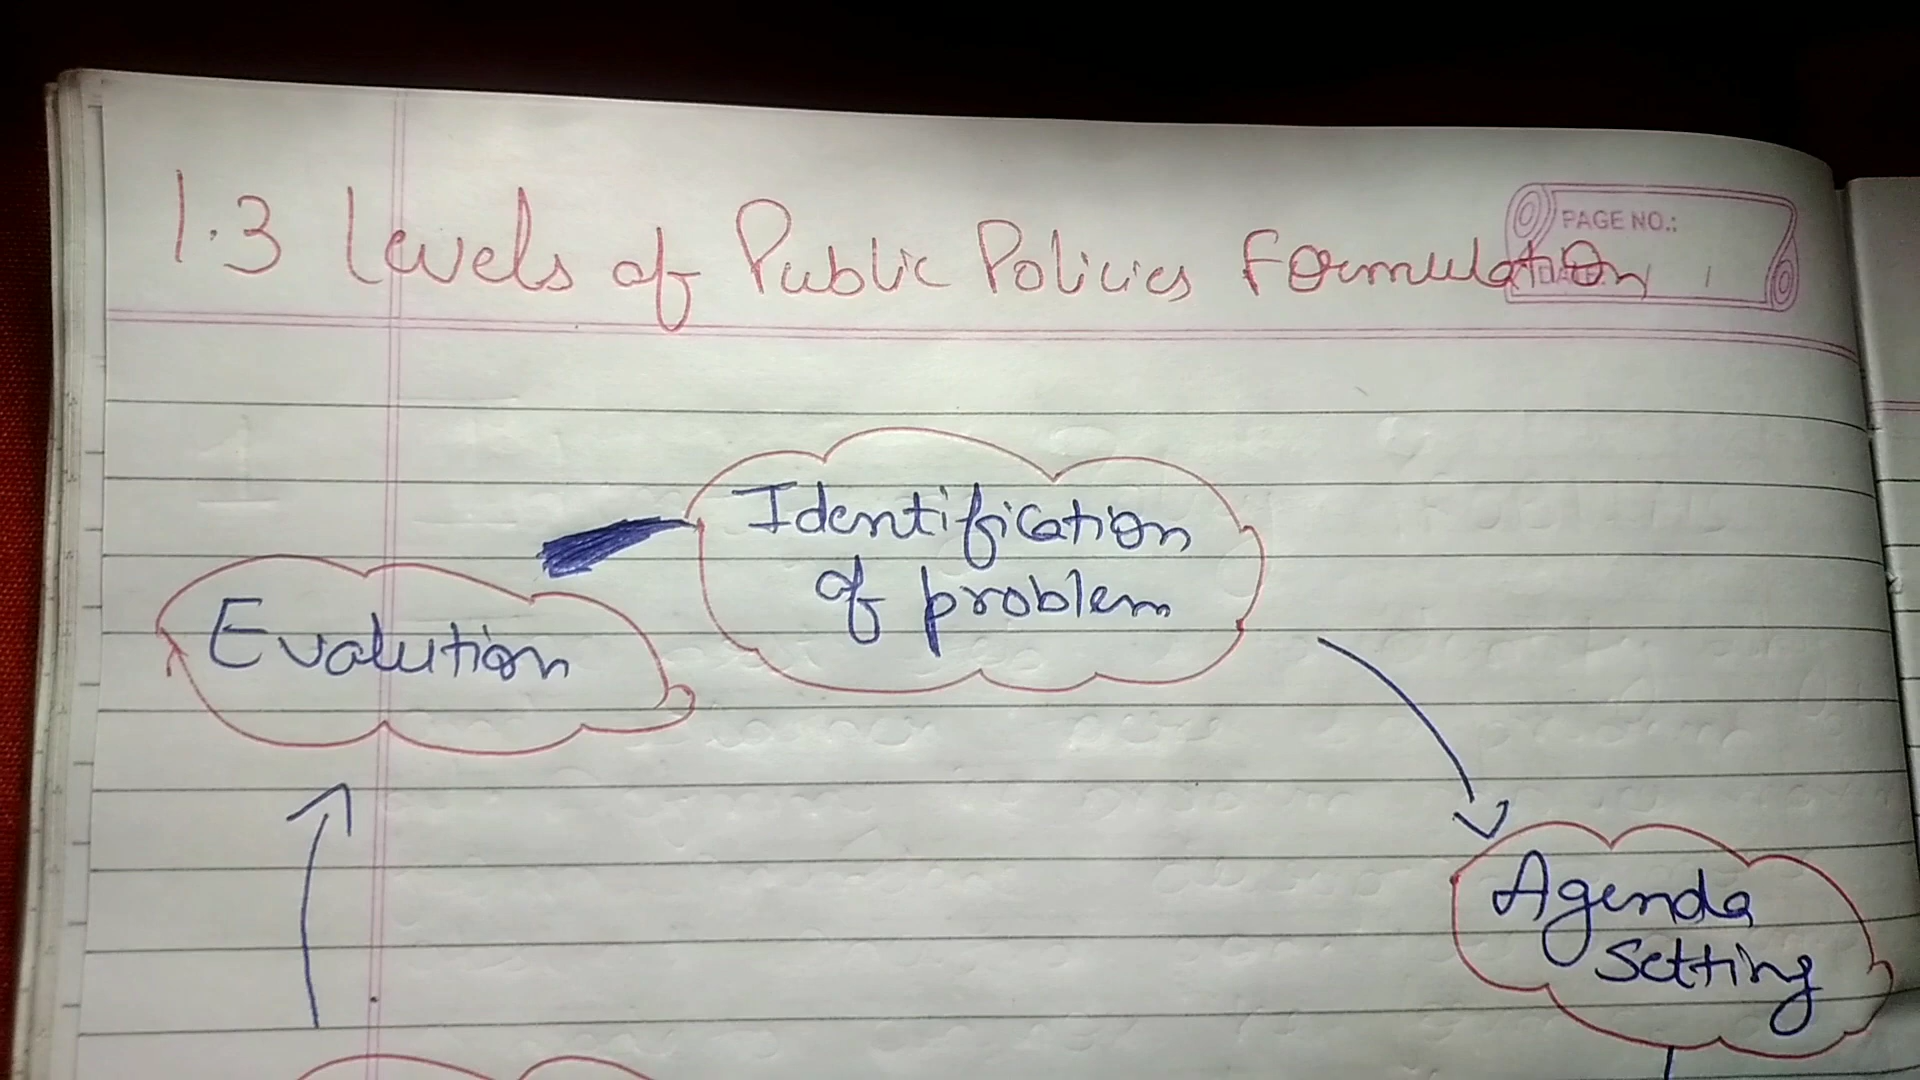 1.3 Levels of Public Policies Formulation
PAGE NO.:
Identification
of problem
Evalution
Agenda
Setting